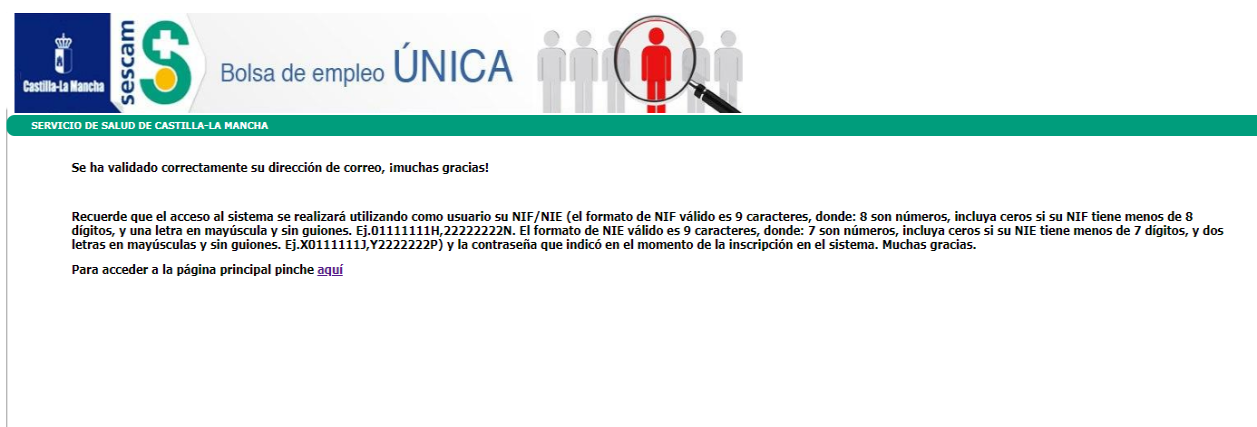 Castilla-La Mancha
sescam
Bolsa de empleo ÚNICA
SERVICIO DE SALUD DE CASTILLA-LA MANCHA
Se ha validado correctamente su dirección de correo, ¡muchas gracias!
Recuerde que el acceso al sistema se realizará utilizando como usuario su NIF/NIE (el formato de NIF válido es 9 caracteres, donde: 8 son números, incluya ceros si su NIF tiene menos de 8
dígitos, y una letra en mayúscula y sin guiones. Ej.01111111H,22222222N. El formato de NIE válido es 9 caracteres, donde: 7 son números, incluya ceros si su NIE tiene menos de 7 dígitos, y dos
letras en mayúsculas y sin guiones. Ej.X0111111J,Y2222222P) y la contraseña que indicó en el momento de la inscripción en el sistema. Muchas gracias.
Para acceder a la página principal pinche aquí